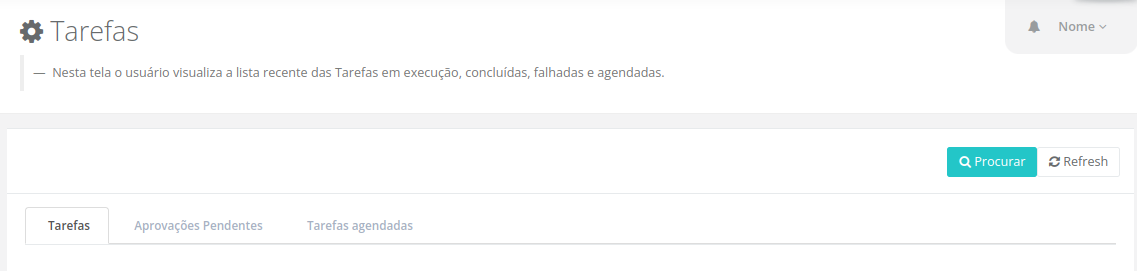 Tarefas
Nome
— Nesta tela o usuário visualiza a lista recente das Tarefas em execução, concluídas, falhadas e agendadas.
Procurar Refresh
Tarefas Aprovações Pendentes Tarefas agendadas